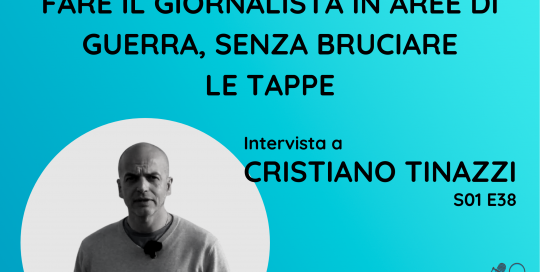 FARE IL GIORNALISTA IN AREE DI
GUERRA, SENZA BRUCIARE
LE TAPPE
Intervista a
CRISTIANO TINAZZI
S01 E38